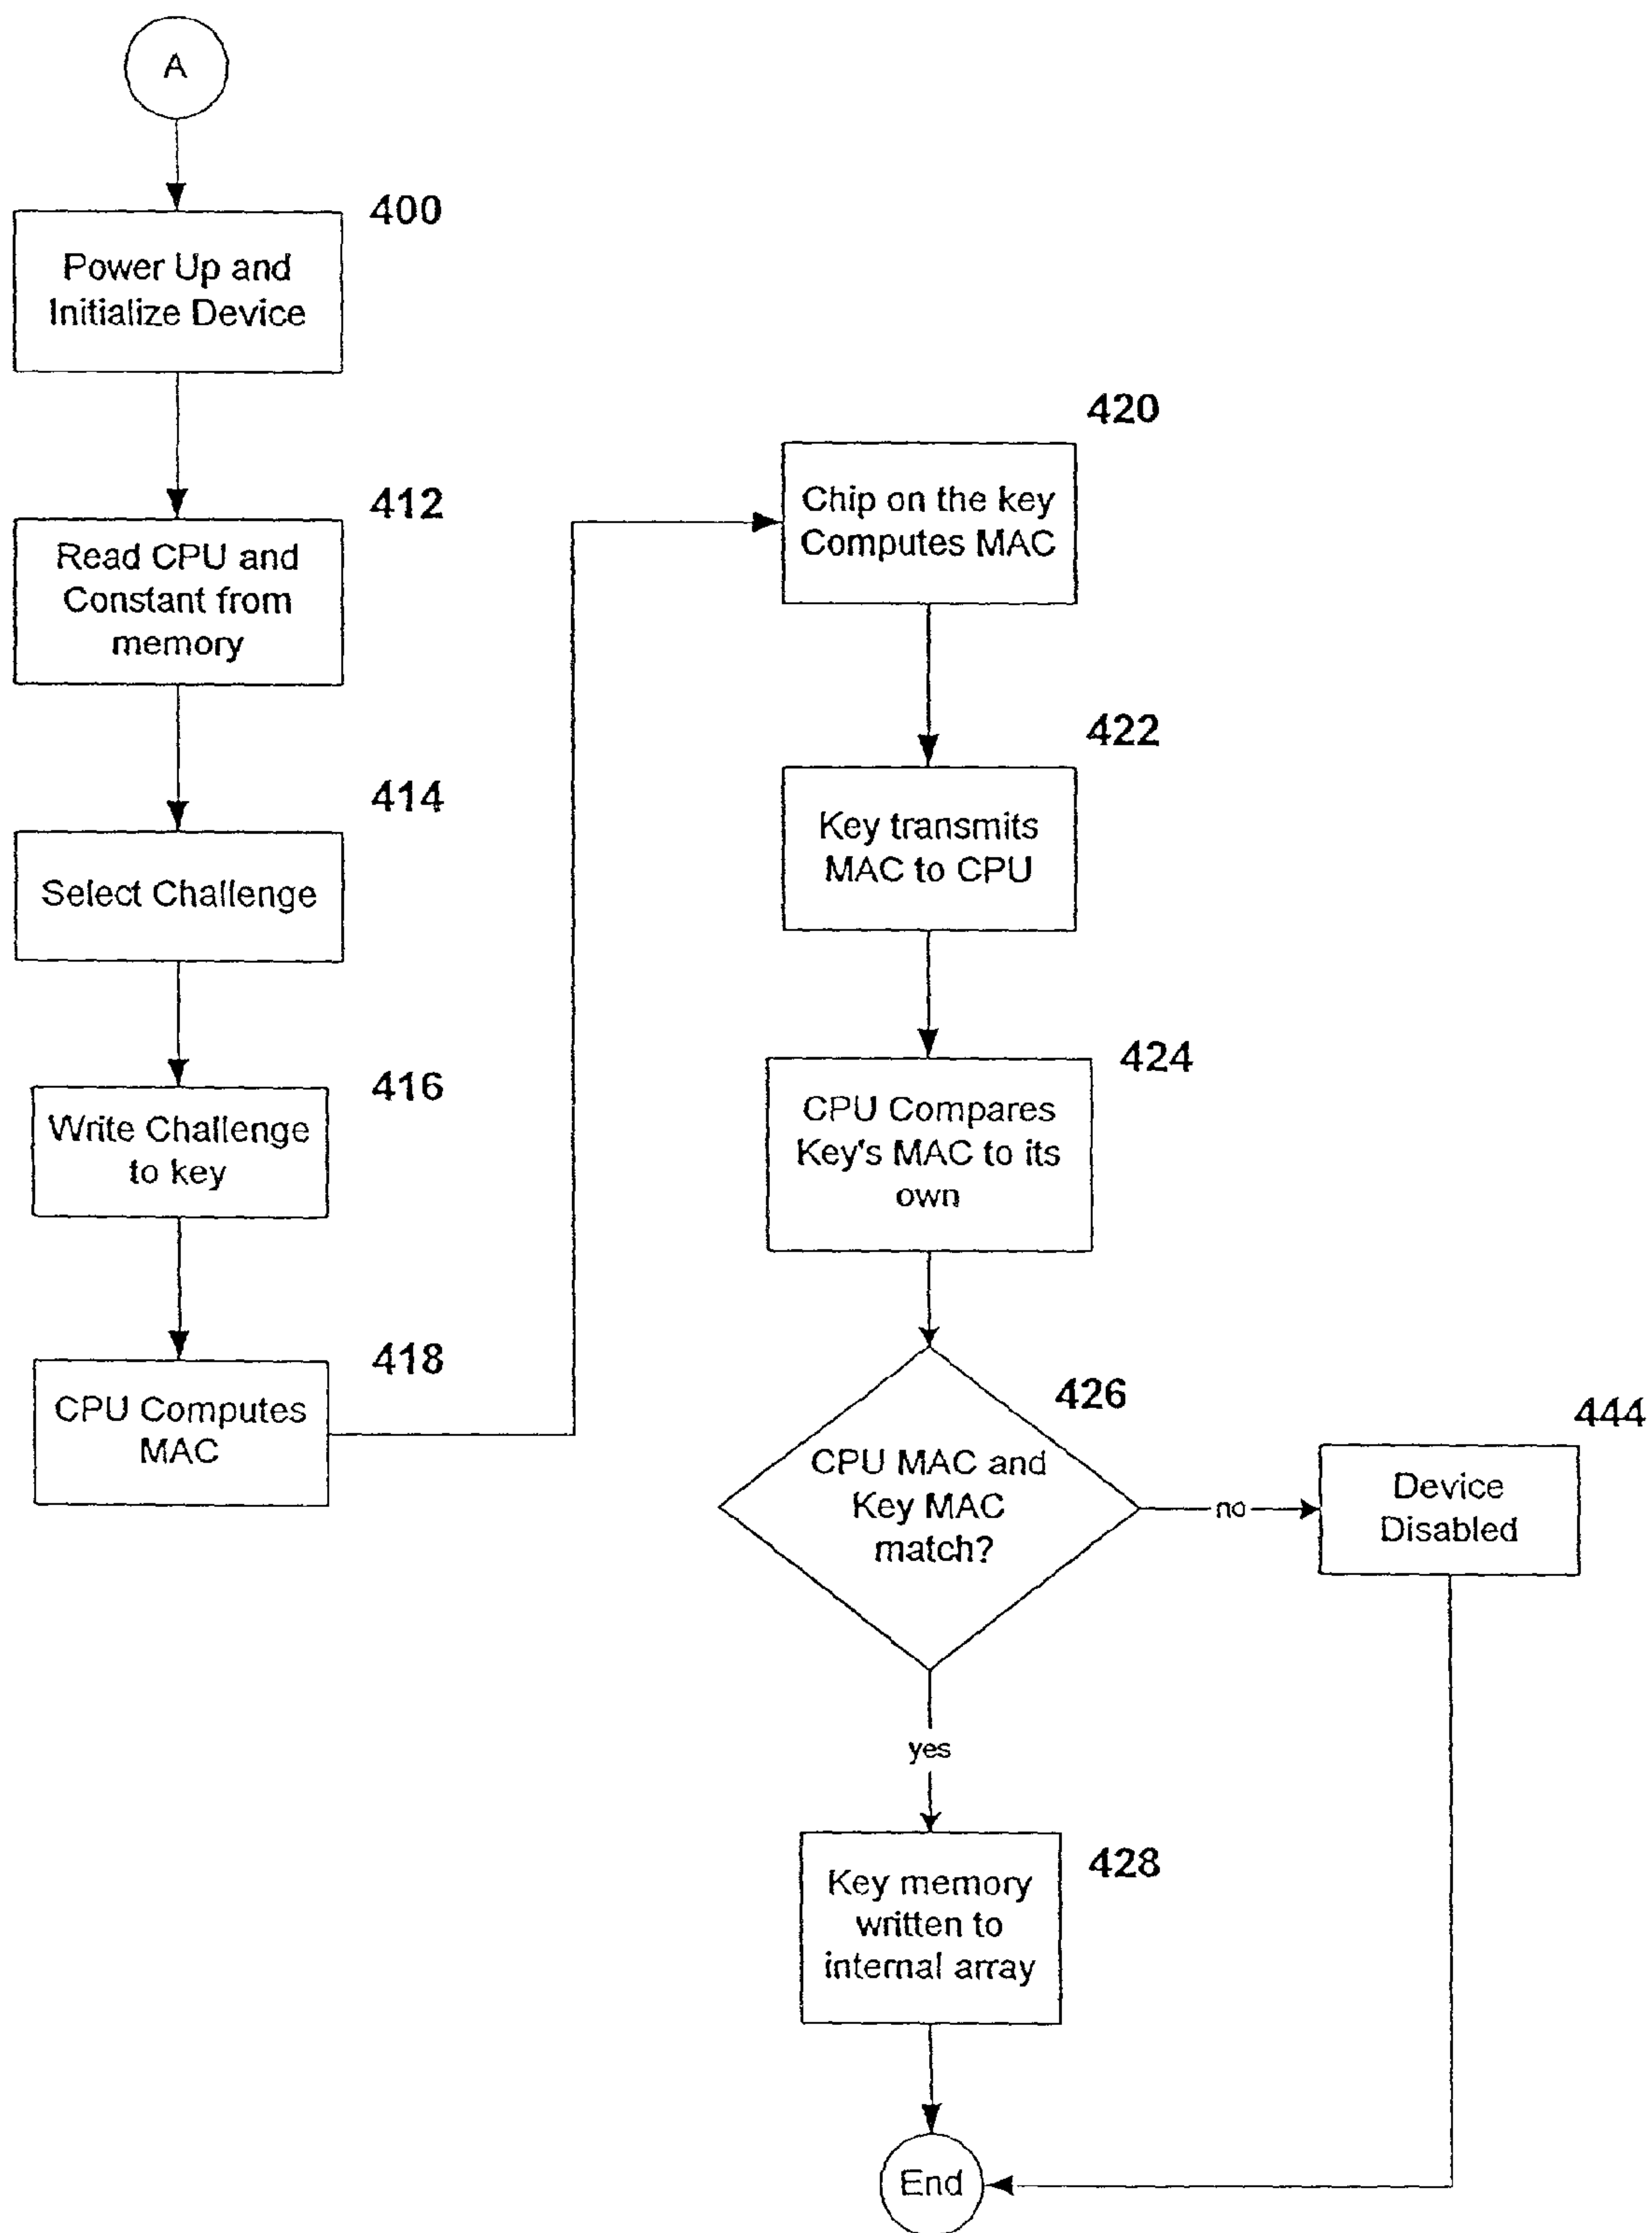 A
400
Power Up and
Initialize Device
412
Read CPU and
Constant from
memory
414
Select Challenge
416
Write Challenge
to key
418
CPU Computes
MAC
420
Chip on the key
Computes MAC
422
Key transmits
MAC to CPU
424
CPU Compares
Key's MAC to its
own
426
CPU MAC and
Key MAC
match?
no
444
Device
Disabled
yes
428
Key memory
written to
internal array
End